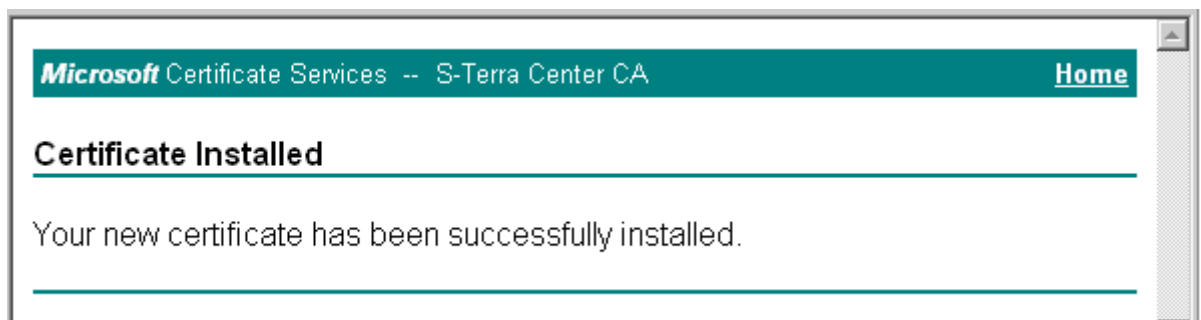 Microsoft Certificate Services -- S-Terra Center CA Home
Certificate Installed
Your new certificate has been successfully installed.